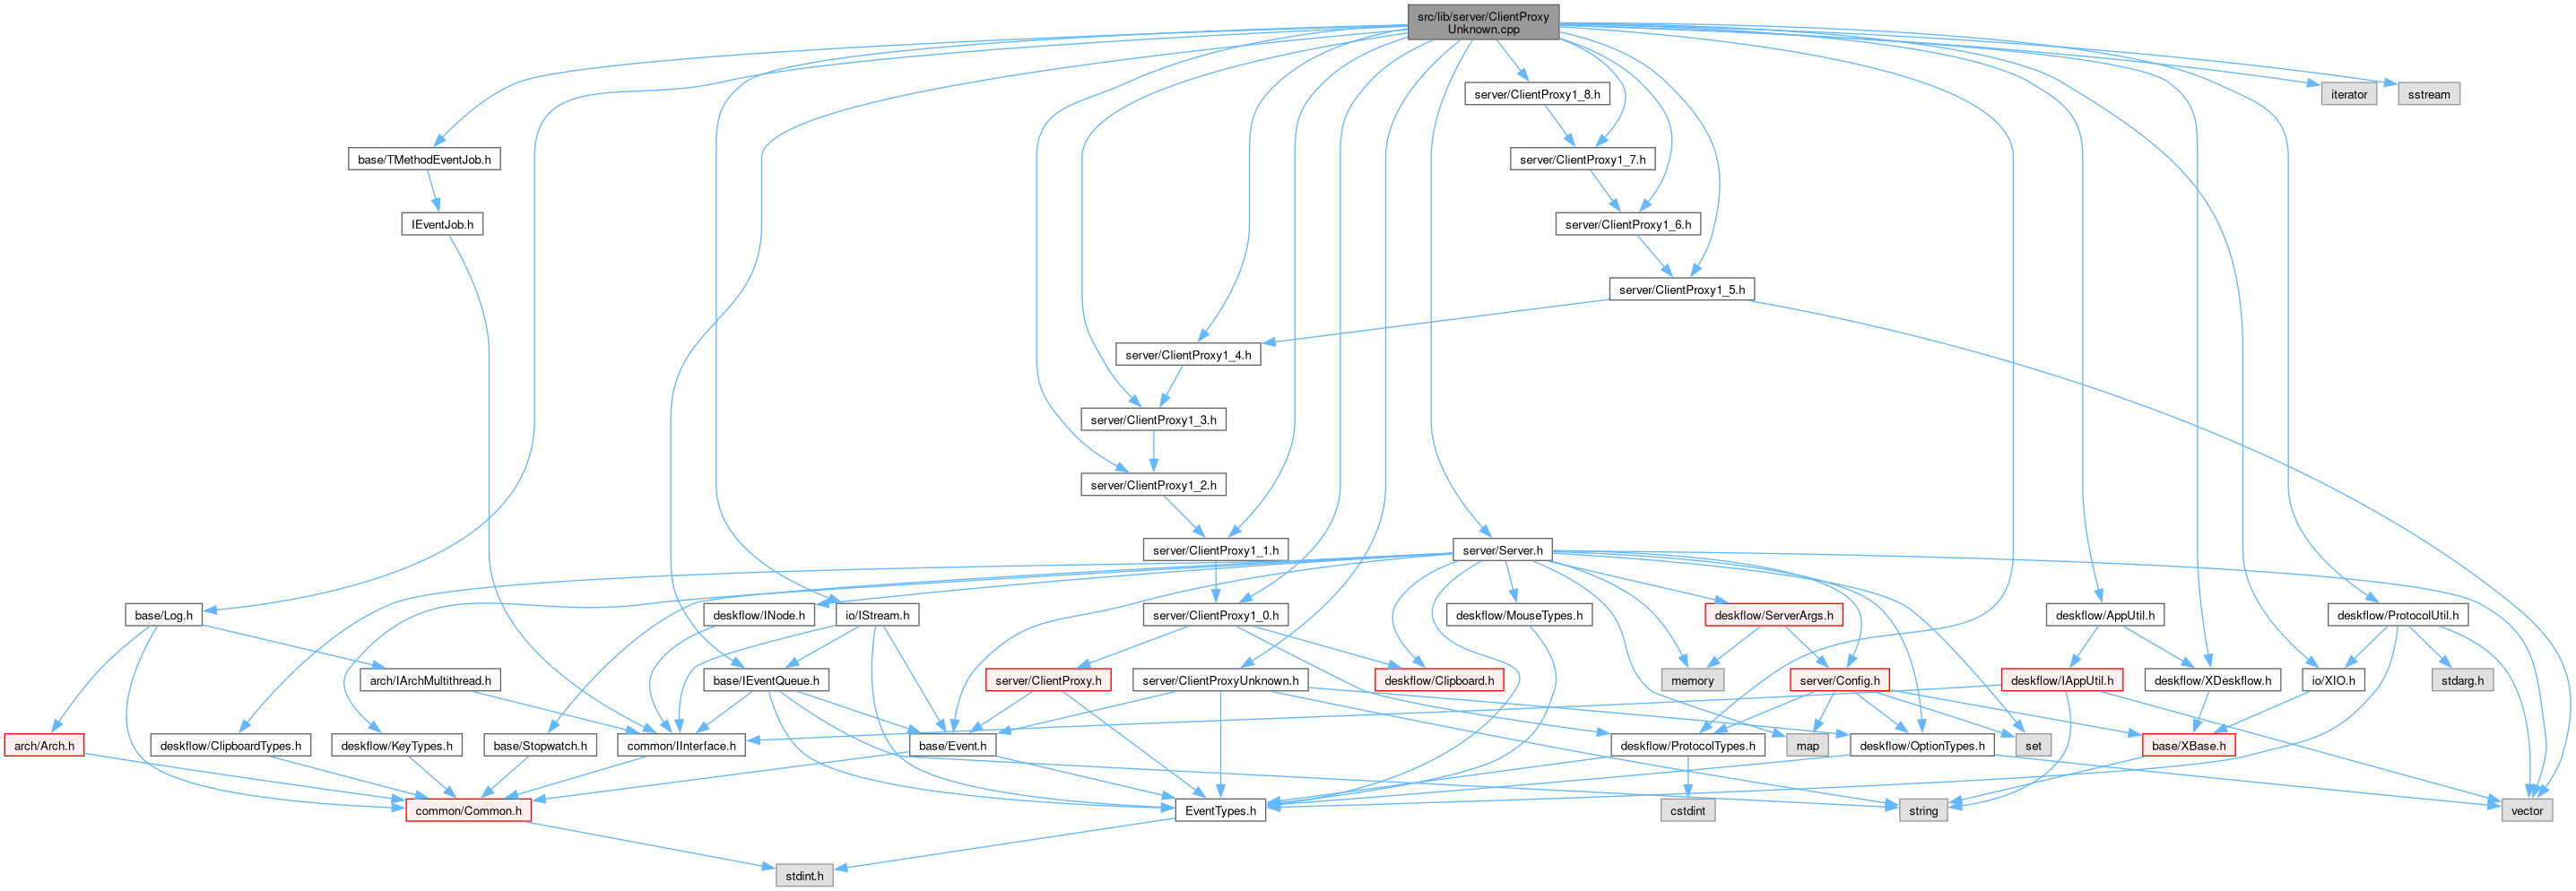 src/lib/server/ClientProxy
Unknown.cpp
server/ClientProxy1_8.h
iterator
sstream
base/TMethodEventJob.h
server/ClientProxy1_7.h
IEventJob.h
server/ClientProxy1_6.h
server/ClientProxy1_5.h
server/ClientProxy1_4.h
server/ClientProxy1_3.h
server/ClientProxy1_2.h
server/ClientProxy1_1.h
server/Server.h
base/Log.h
deskflow/INode.h
io/IStream.h
server/ClientProxy1_0.h
deskflow/MouseTypes.h
deskflow/ServerArgs.h
deskflow/AppUtil.h
deskflow/ProtocolUtil.h
arch/IArchMultithread.h
base/IEventQueue.h
server/ClientProxy.h
server/ClientProxyUnknown.h
deskflow/Clipboard.h
memory
server/Config.h
deskflow/IAppUtil.h
deskflow/XDeskflow.h
io/XIO.h
stdarg.h
arch/Arch.h
deskflow/ClipboardTypes.h
deskflow/KeyTypes.h
base/Stopwatch.h
common/IInterface.h
base/Event.h
deskflow/ProtocolTypes.h
map
deskflow/OptionTypes.h
set
base/XBase.h
common/Common.h
EventTypes.h
cstdint
string
vector
stdint.h